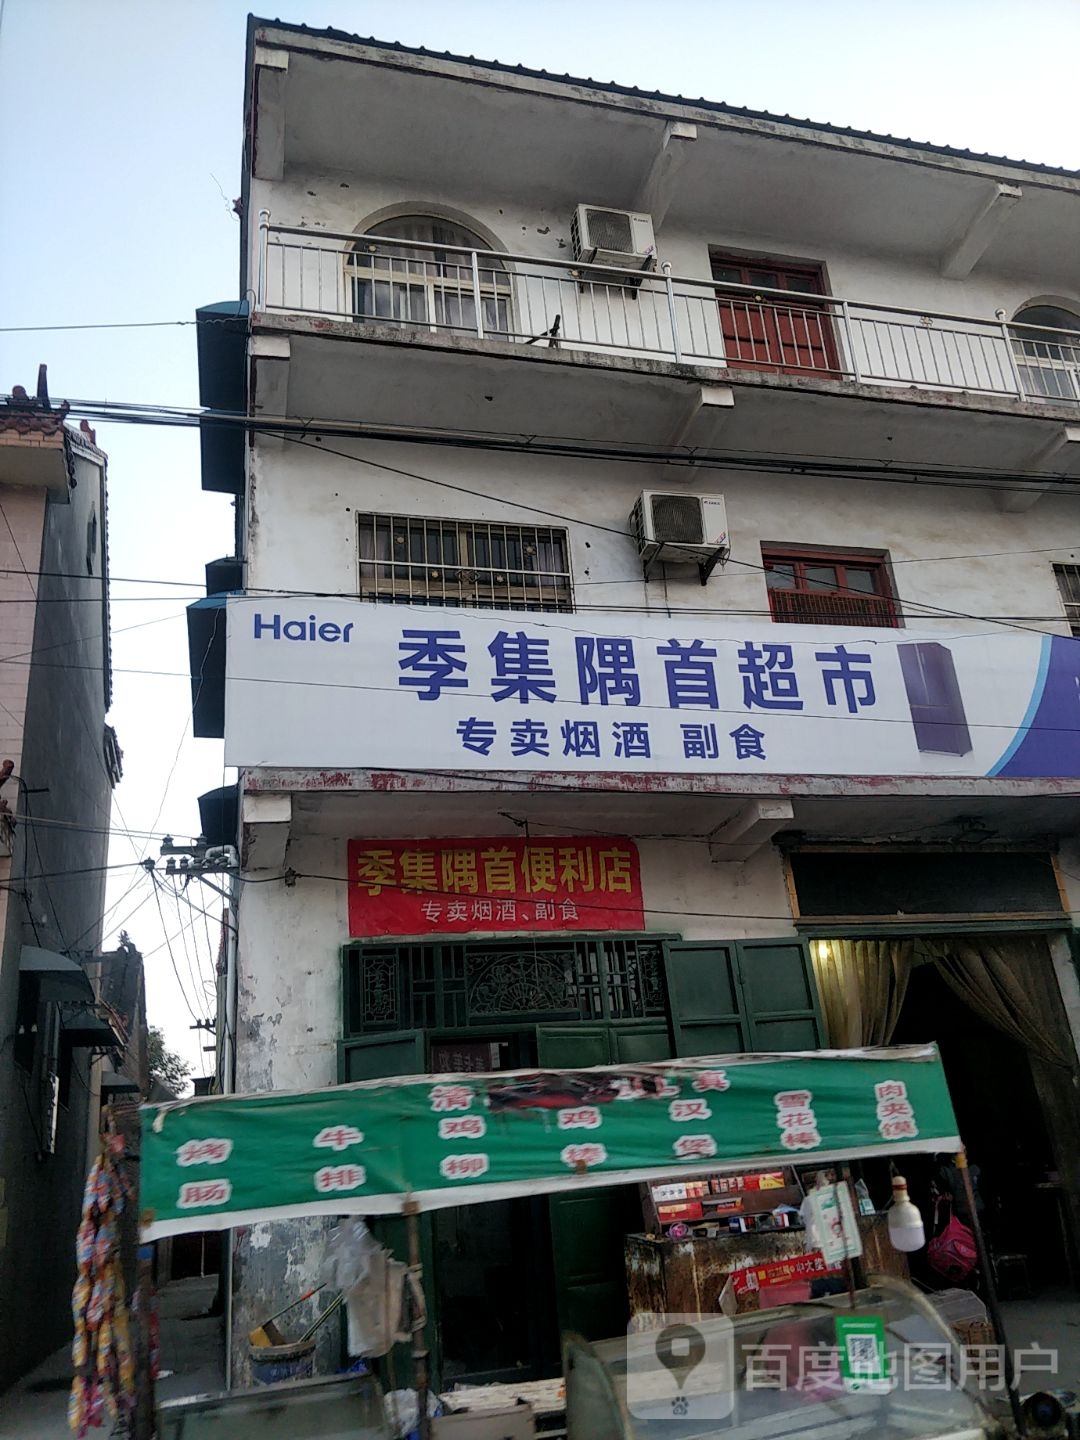 Haier
季集隅首超市
专卖烟酒 副食
季集隅首便利店
专卖烟酒、副食
清真
烤肠 牛排 鸡柳 鸡棒 汉堡 雪花棒 肉夹馍
百度地图用户